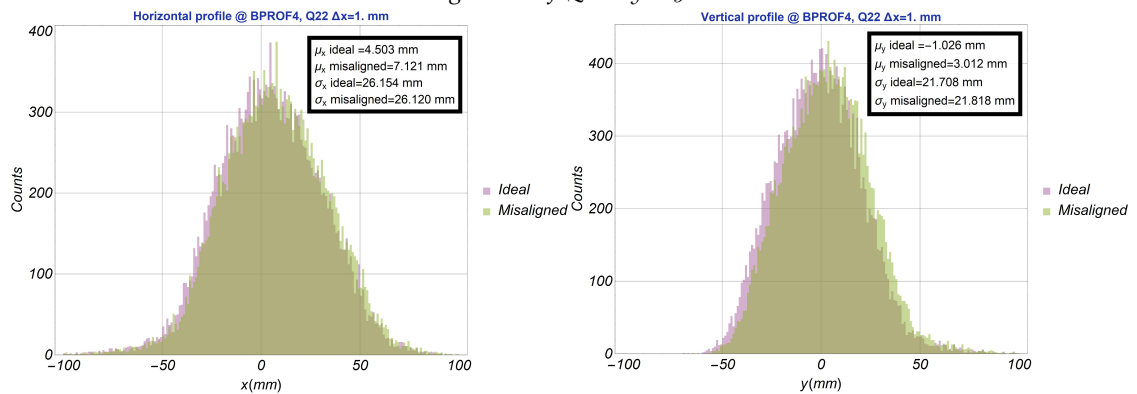 Horizontal profile @ BPROF4, Q22 Δx=1. mm
400
300
200
100
0
Counts
−100
−50
0
50
100
x(mm)
μx ideal =4.503 mm
μx misaligned=7.121 mm
σx ideal=26.154 mm
σx misaligned=26.120 mm
Ideal
Misaligned
Vertical profile @ BPROF4, Q22 Δx=1. mm
400
300
200
100
0
Counts
−100
−50
0
50
100
y(mm)
μy ideal =−1.026 mm
μy misaligned=3.012 mm
σy ideal=21.708 mm
σy misaligned=21.818 mm
Ideal
Misaligned